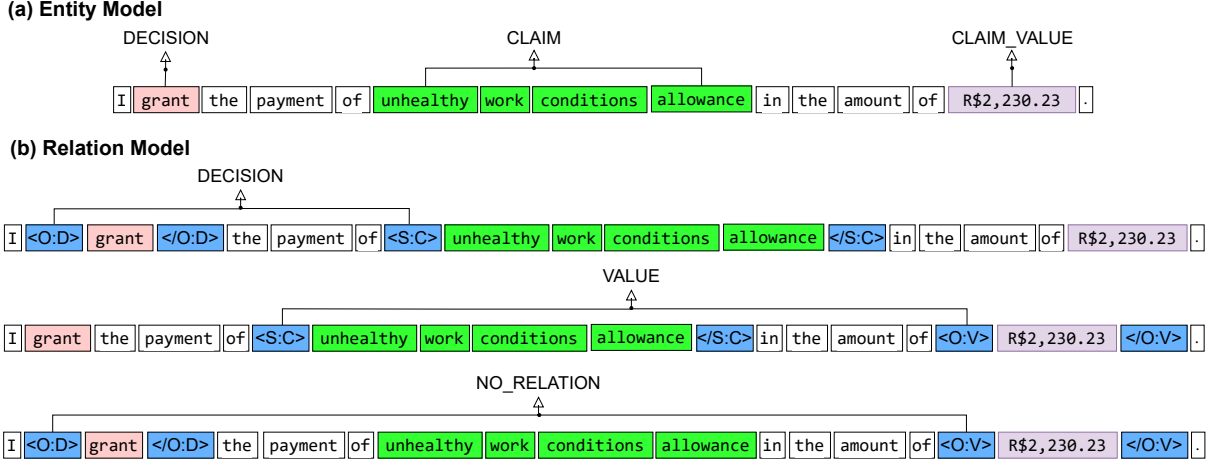 (a) Entity Model
DECISION CLAIM CLAIM_VALUE
I grant the payment of unhealthy work conditions allowance in the amount of R$2,230.23 .
(b) Relation Model
DECISION
I <O:D> grant </O:D> the payment of <S:C> unhealthy work conditions allowance </S:C> in the amount of R$2,230.23 .
VALUE
I grant the payment of <S:C> unhealthy work conditions allowance </S:C> in the amount of <O:V> R$2,230.23 </O:V> .
NO_RELATION
I <O:D> grant </O:D> the payment of unhealthy work conditions allowance in the amount of <O:V> R$2,230.23 </O:V> .